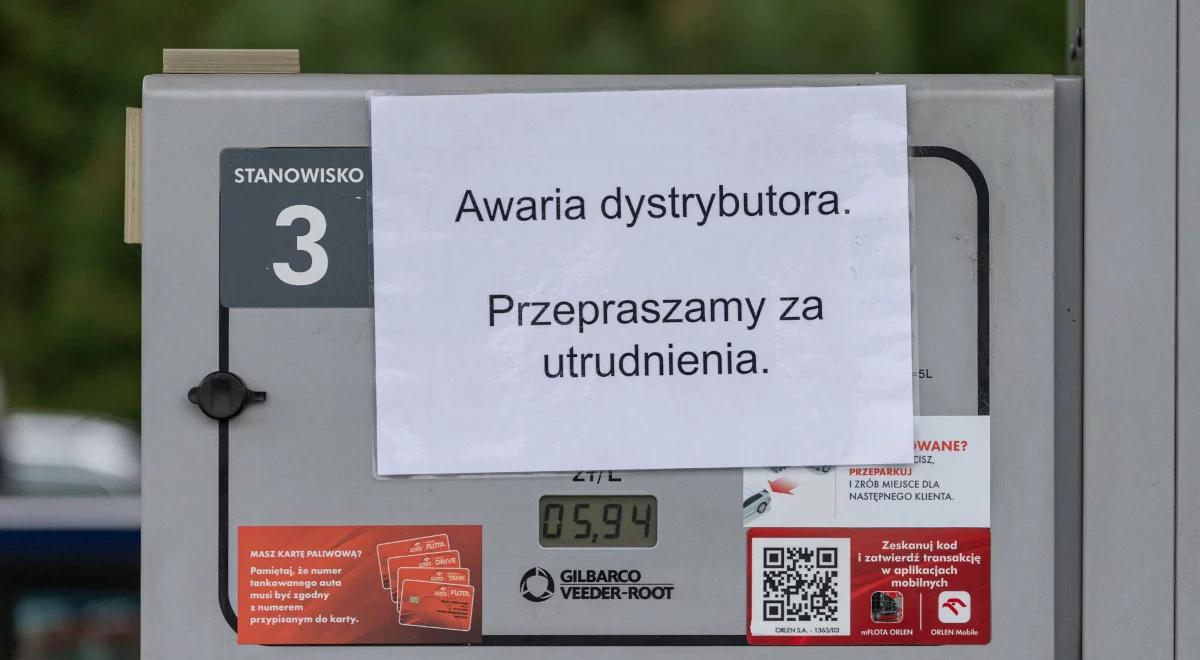 STANOWISKO
3
Awaria dystrybutora.
Przepraszamy za
utrudnienia.
=5L
zł/L
05,94
GILBARCO
VEEDER-ROOT
MASZ KARTĘ PALIWOWĄ?
Pamiętaj, że numer
tankowanego auta
musi być zgodny
z numerem
przypisanym do karty.
FLOTA
DRIVE
TANK
FLOTA
PRZEPARKUJ
I ZRÓB MIEJSCE DLA
NASTĘPNEGO KLIENTA.
Zeskanuj kod
i zatwierdź transakcję
w aplikacjach
mobilnych
ORLEN S.A. - 1363/03
mFLOTA ORLEN
ORLEN Mobile